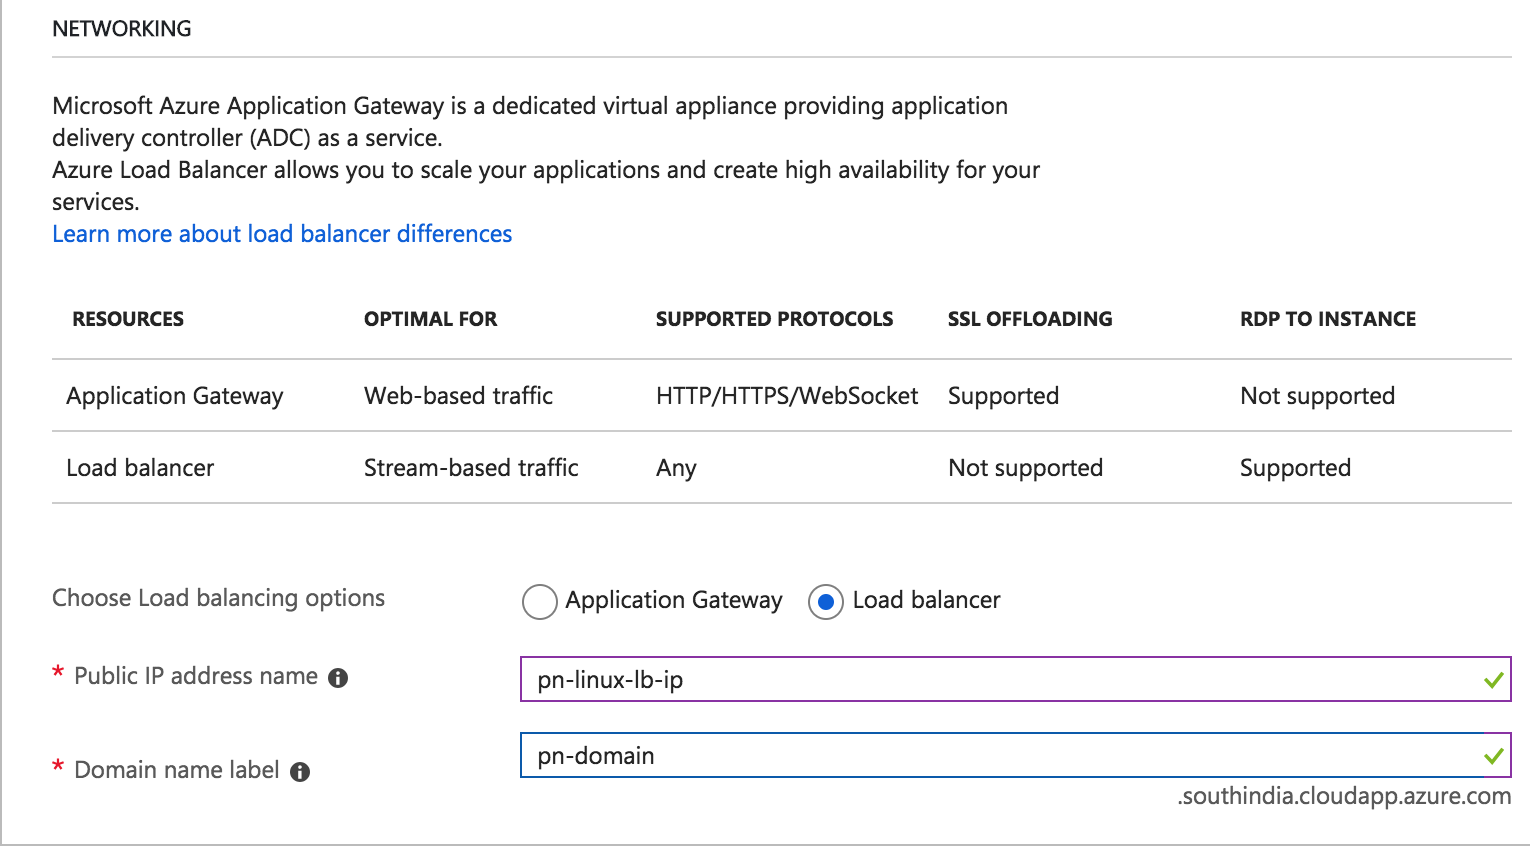 NETWORKING
Microsoft Azure Application Gateway is a dedicated virtual appliance providing application
delivery controller (ADC) as a service.
Azure Load Balancer allows you to scale your applications and create high availability for your
services.
Learn more about load balancer differences
RESOURCES OPTIMAL FOR SUPPORTED PROTOCOLS SSL OFFLOADING RDP TO INSTANCE
Application Gateway Web-based traffic HTTP/HTTPS/WebSocket Supported Not supported
Load balancer Stream-based traffic Any Not supported Supported
Choose Load balancing options Application Gateway Load balancer
* Public IP address name pn-linux-lb-ip
* Domain name label pn-domain
.southindia.cloudapp.azure.com